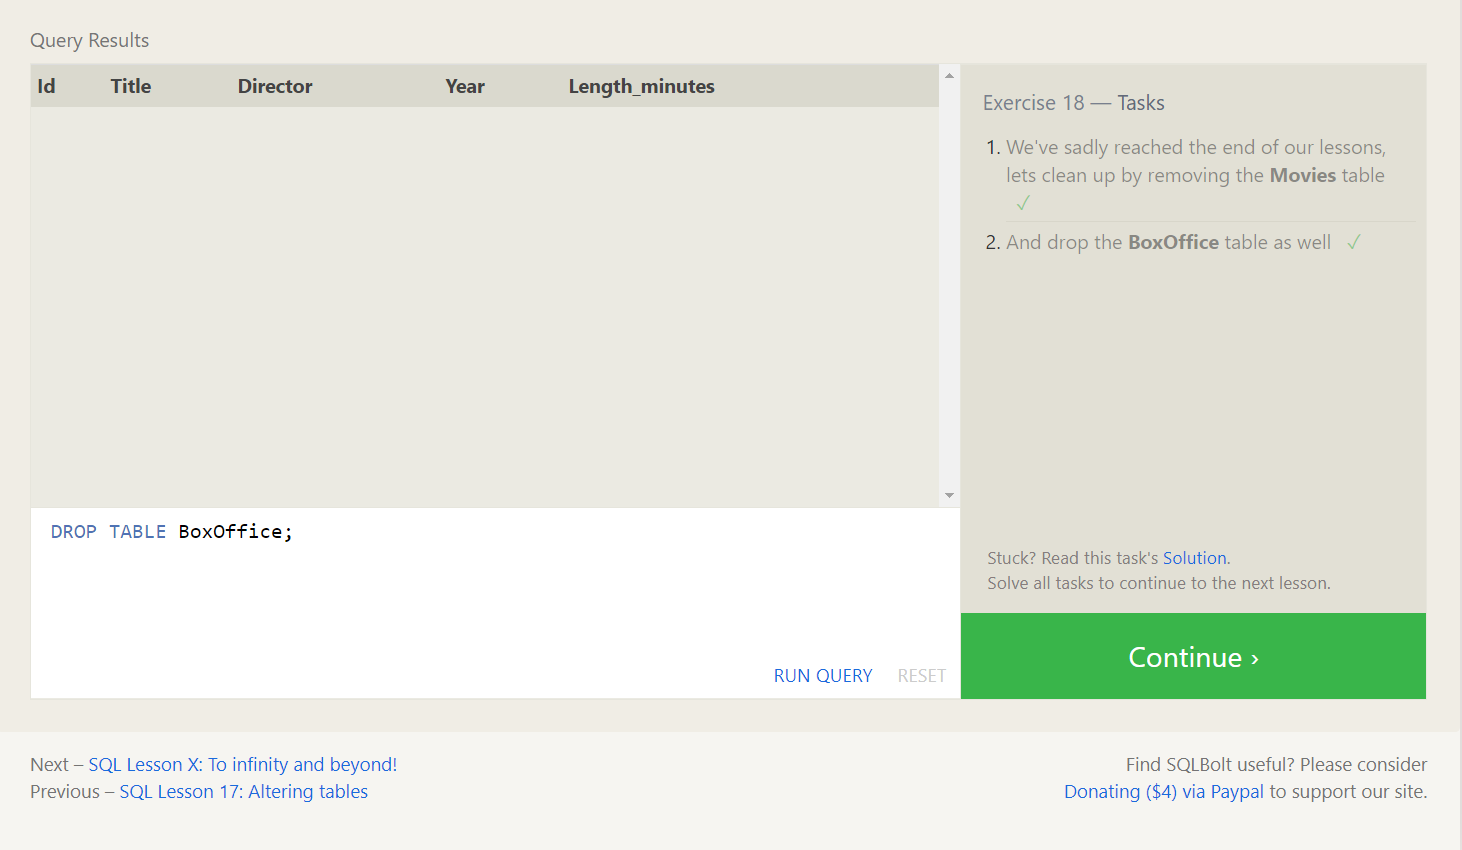 Query Results
Id Title Director Year Length_minutes
Exercise 18 — Tasks
1. We've sadly reached the end of our lessons,
lets clean up by removing the Movies table
✓
2. And drop the BoxOffice table as well ✓
DROP TABLE BoxOffice;
RUN QUERY RESET
Stuck? Read this task's Solution.
Solve all tasks to continue to the next lesson.
Continue ›
Next – SQL Lesson X: To infinity and beyond!
Previous – SQL Lesson 17: Altering tables
Find SQLBolt useful? Please consider
Donating ($4) via Paypal to support our site.